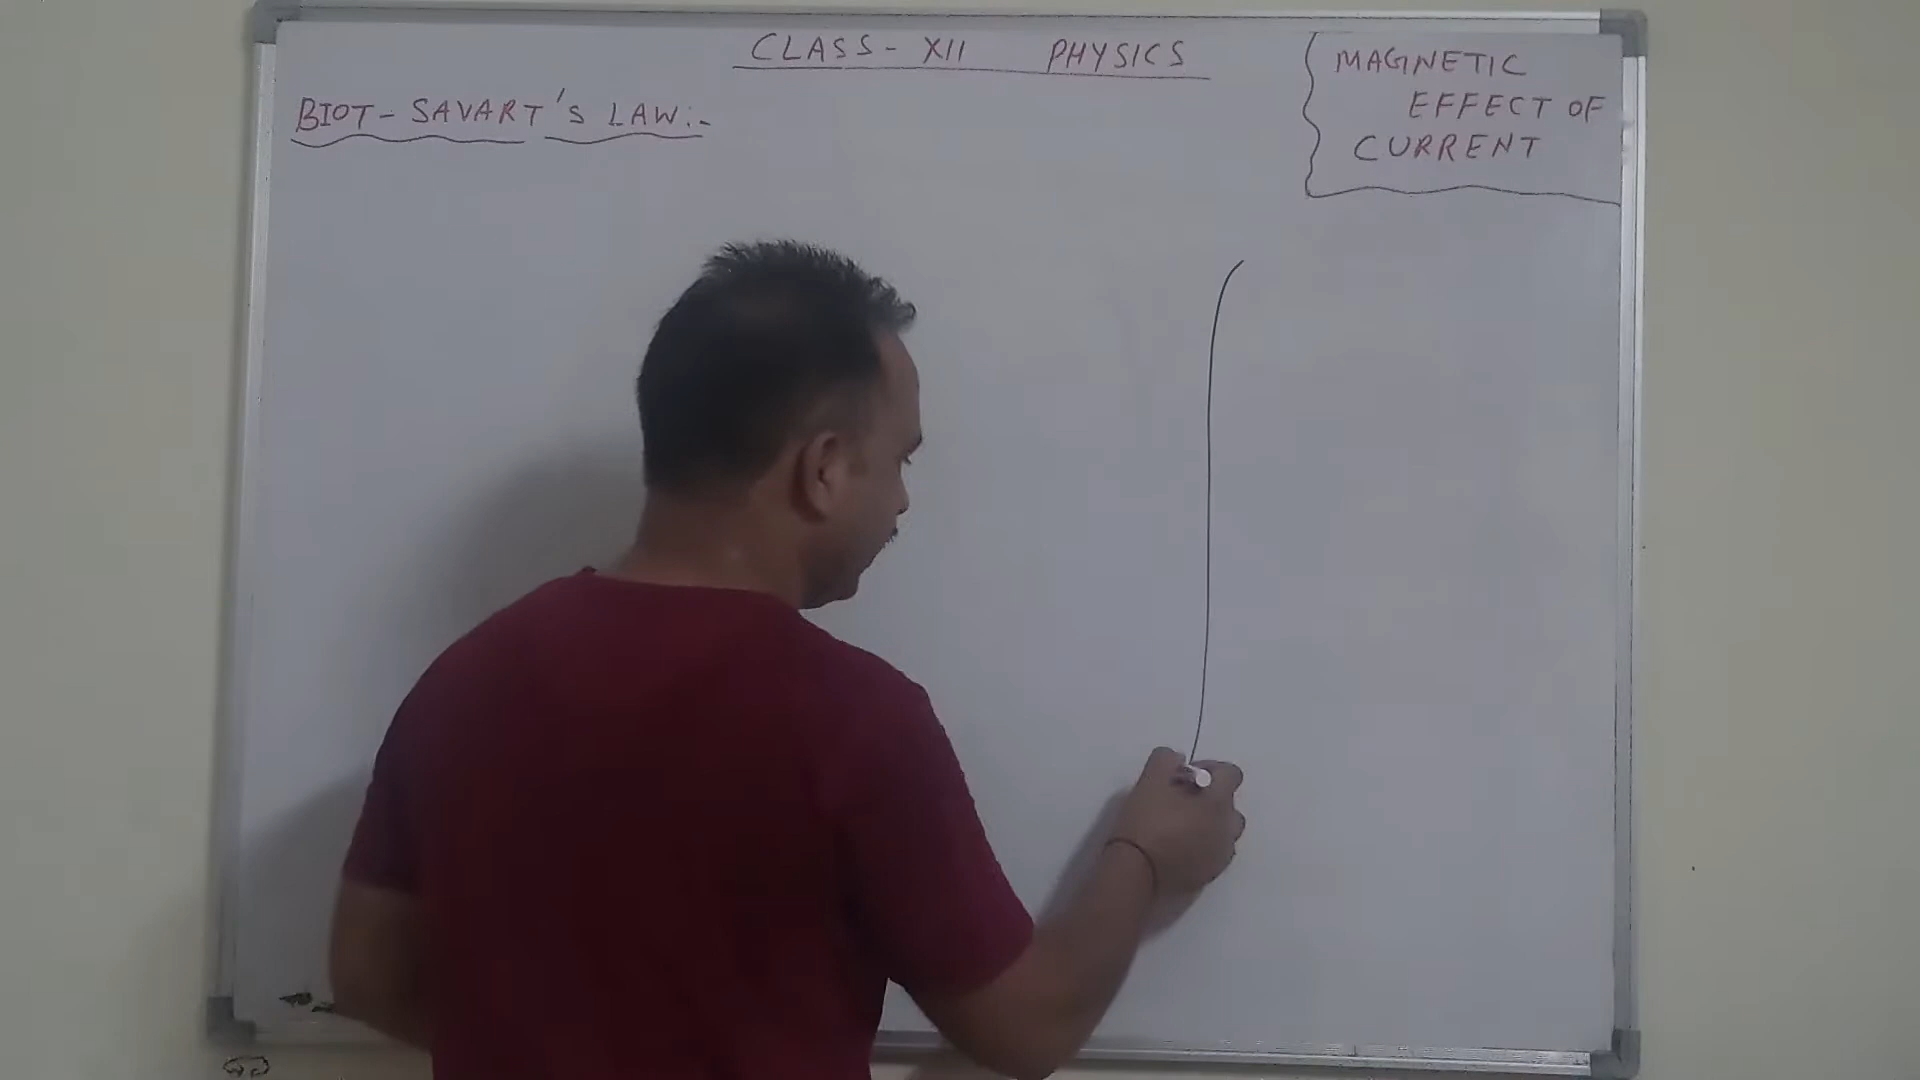 CLASS- XII PHYSICS
MAGNETIC
EFFECT OF
CURRENT
BIOT-SAVART'S LAW:-